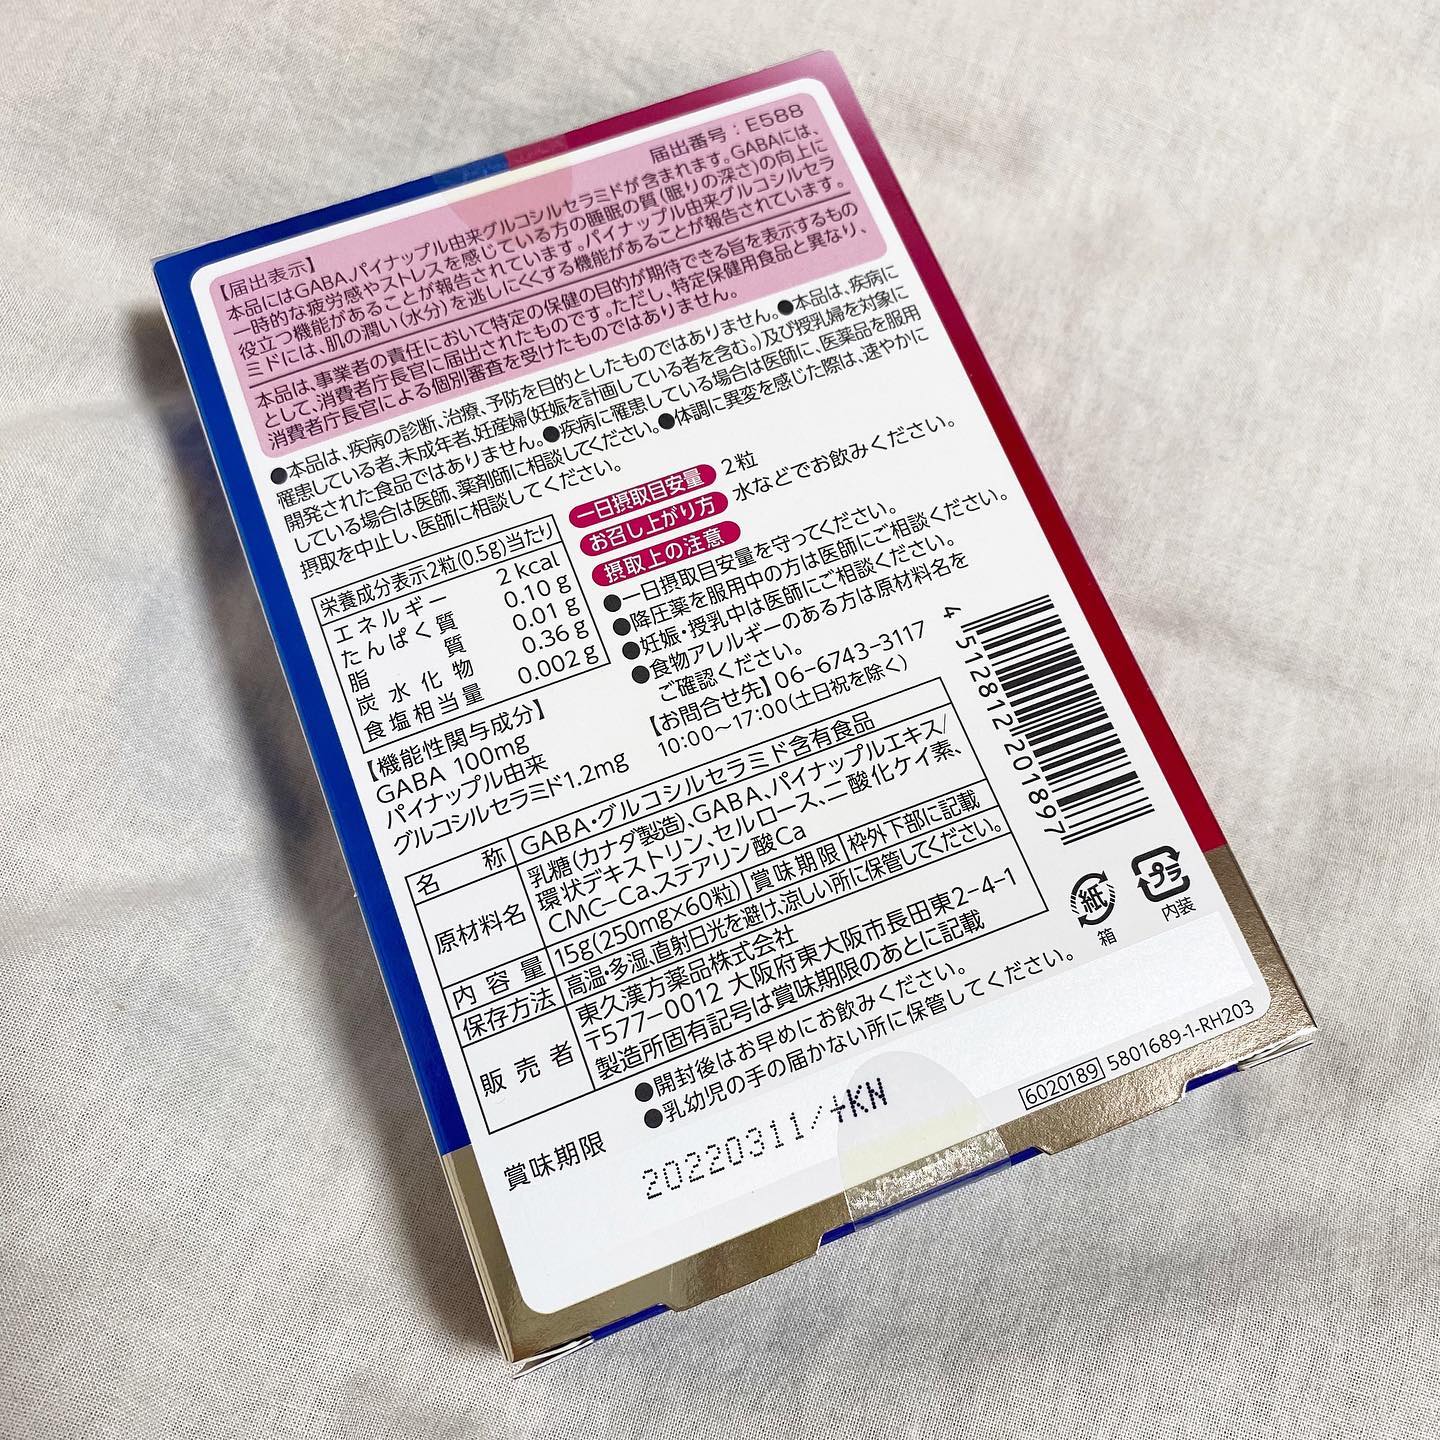 届出番号：E588
【届出表示】
本品にはGABA、パイナップル由来グルコシルセラミドが含まれます。GABAには、
一時的な疲労感やストレスを感じている方の睡眠の質(眠りの深さ)の向上に
役立つ機能があることが報告されています。パイナップル由来グルコシルセラ
ミドには、肌の潤い(水分)を逃しにくくする機能があることが報告されています。
本品は、事業者の責任において特定の保健の目的が期待できる旨を表示するもの
として、消費者庁長官に届出されたものです。ただし、特定保健用食品と異なり、
消費者庁長官による個別審査を受けたものではありません。
●本品は、疾病の診断、治療、予防を目的としたものではありません。●本品は、疾病に
罹患している者、未成年者、妊産婦(妊娠を計画している者を含む。)及び授乳婦を対象に
開発された食品ではありません。●疾病に罹患している場合は医師に、医薬品を服用
している場合は医師、薬剤師に相談してください。●体調に異変を感じた際は、速やかに
摂取を中止し、医師に相談してください。
一日摂取目安量 2粒
お召し上がり方 水などでお飲みください。
摂取上の注意
●一日摂取目安量を守ってください。
●降圧薬を服用中の方は医師にご相談ください。
●妊娠・授乳中は医師にご相談ください。
●食物アレルギーのある方は原材料名を
ご確認ください。
【お問合せ先】06-6743-3117
10:00〜17:00(土日祝を除く)
栄養成分表示2粒(0.5g)当たり
エネルギー 2 kcal
たんぱく質 0.10 g
脂質 0.01 g
炭水化物 0.36 g
食塩相当量 0.002 g
【機能性関与成分】
GABA 100mg
パイナップル由来
グルコシルセラミド1.2mg
名称 GABA・グルコシルセラミド含有食品
原材料名 乳糖(カナダ製造)、GABA、パイナップルエキス/
環状デキストリン、セルロース、二酸化ケイ素、
CMC-Ca、ステアリン酸Ca
内容量 15g(250mg×60粒) 賞味期限 枠外下部に記載
保存方法 高温・多湿、直射日光を避け、涼しい所に保管してください。
販売者 東久漢方薬品株式会社
〒577-0012 大阪府東大阪市長田東2-4-1
製造所固有記号は賞味期限のあとに記載
●開封後はお早めにお飲みください。
●乳幼児の手の届かない所に保管してください。
4 512812 201897
紙
箱
プラ
内装
6020189 5801689-1-RH203
賞味期限 20220311/+KN